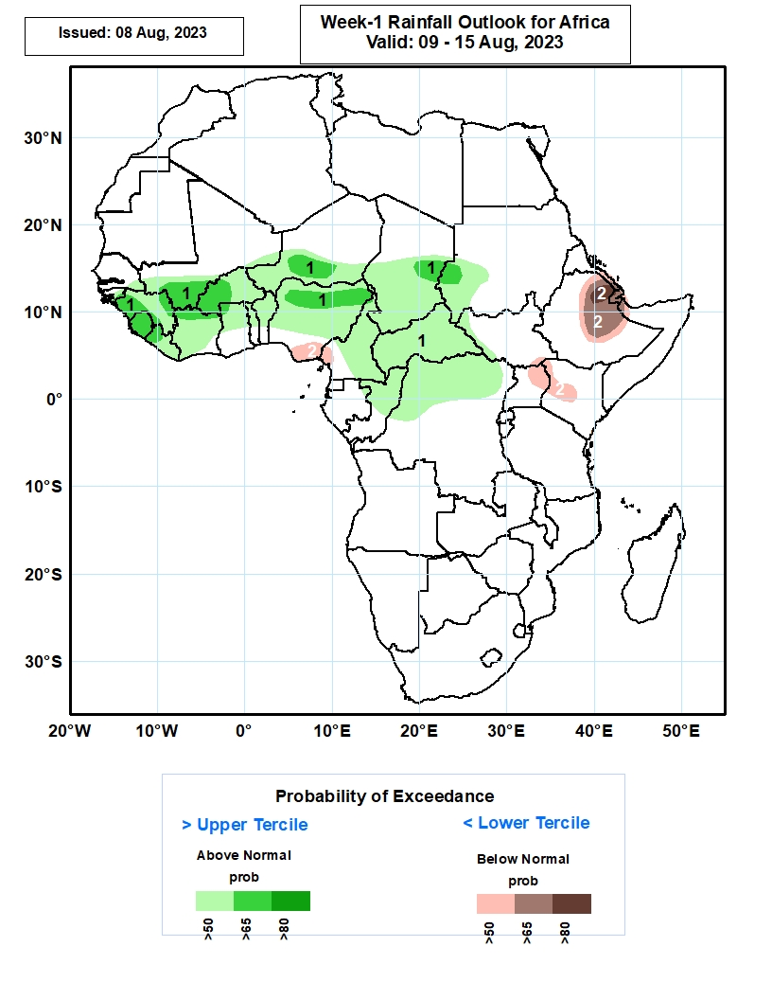 Issued: 08 Aug, 2023
Week-1 Rainfall Outlook for Africa
Valid: 09 - 15 Aug, 2023
30°N
20°N
10°N
0°
10°S
20°S
30°S
1
1
2
1
1
1
2
1
2
2
20°W 10°W 0° 10°E 20°E 30°E 40°E 50°E
Probability of Exceedance
> Upper Tercile
< Lower Tercile
Above Normal
prob
>50 >65 >80
Below Normal
prob
>50 >65 >80